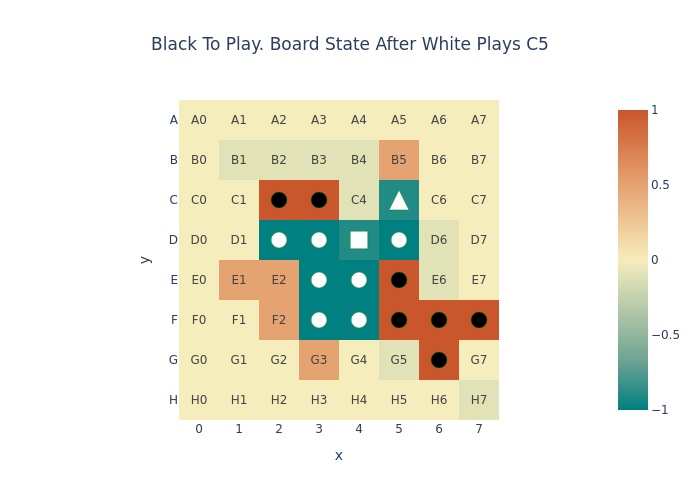 Black To Play. Board State After White Plays C5
A A0 A1 A2 A3 A4 A5 A6 A7
B B0 B1 B2 B3 B4 B5 B6 B7
C C0 C1 C4 C6 C7
D D0 D1 D6 D7
E E0 E1 E2 E6 E7
F F0 F1 F2
G G0 G1 G2 G3 G4 G5 G7
H H0 H1 H2 H3 H4 H5 H6 H7
0 1 2 3 4 5 6 7
x
y
1
0.5
0
−0.5
−1